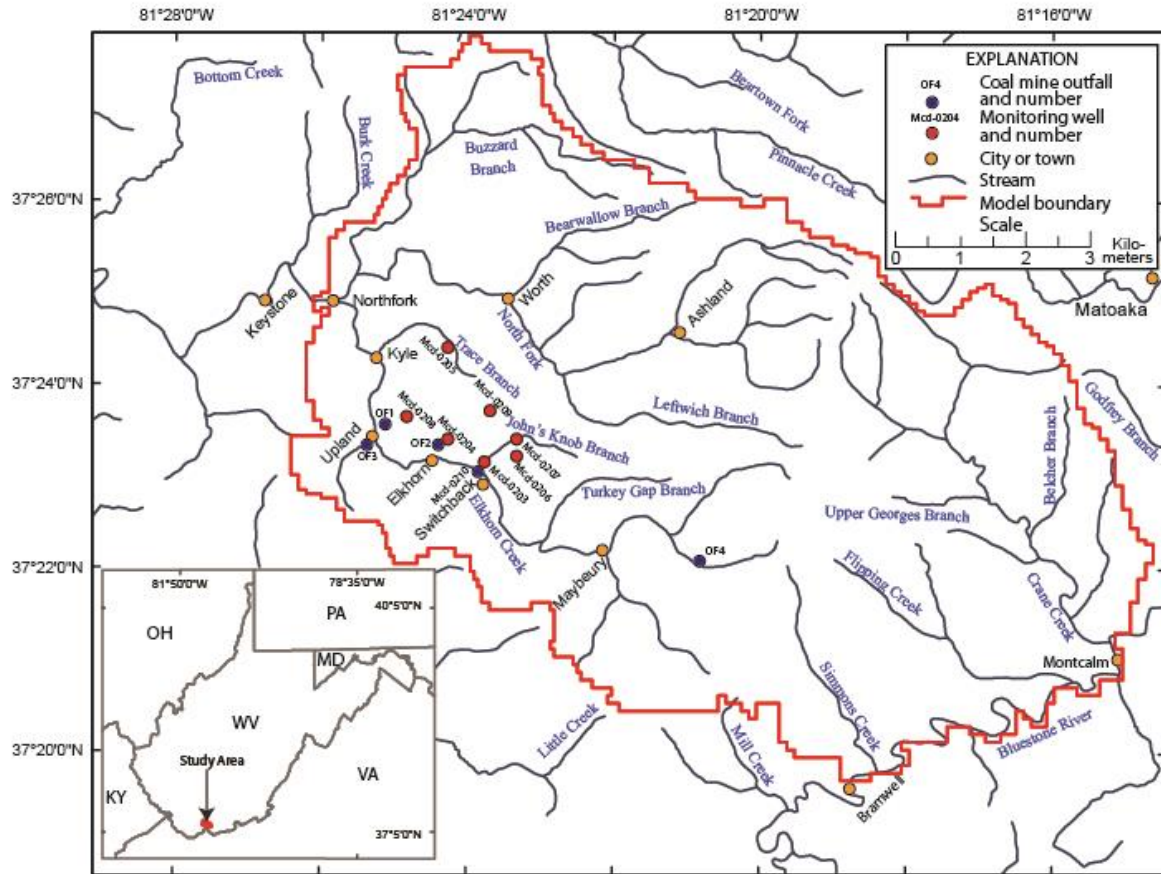 81°28'0"W
81°24'0"W
81°20'0"W
81°16'0"W
EXPLANATION
OF4
Coal mine outfall
and number
Mcd-0204
Monitoring well
and number
City or town
Stream
Model boundary
Scale
0 1 2 3 Kilo-
meters
Bottom Creek
Burk Creek
Buzzard
Branch
Beartown Fork
Pinnacle Creek
37°26'0"N
Bearwallow Branch
Keystone
Northfork
Worth
North Fork
Ashland
Matoaka
Kyle
Mcd-0205
Trace Branch
37°24'0"N
Leftwich Branch
Godfrey Branch
Belcher Branch
OF1
Mcd-0208
Mcd-0209
Upland
OF3
OF2
Mcd-0204
John's Knob Branch
Mcd-0207
Mcd-0206
Elkhorn
Mcd-0210
Mcd-0203
Switchback
Elkhorn Creek
Turkey Gap Branch
Upper Georges Branch
37°22'0"N
Maybeury
OF4
Flipping Creek
Crane Creek
Montcalm
Simmons Creek
Little Creek
Mill Creek
Bluestone River
37°20'0"N
Bramwell
81°50'0"W
78°35'0"W
40°5'0"N
PA
OH
MD
WV
Study Area
VA
KY
37°5'0"N